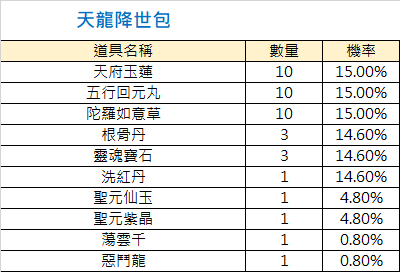 天龍降世包
道具名稱 數量 機率
天府玉蓮 10 15.00%
五行回元丸 10 15.00%
陀羅如意草 10 15.00%
根骨丹 3 14.60%
靈魂寶石 3 14.60%
洗紅丹 1 14.60%
聖元仙玉 1 4.80%
聖元紫晶 1 4.80%
蕩雲千 1 0.80%
惡鬥龍 1 0.80%